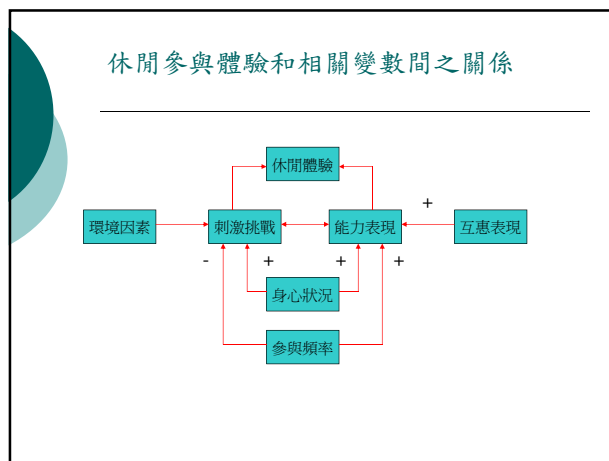 休閒參與體驗和相關變數間之關係
休閒體驗
+
環境因素 刺激挑戰 能力表現 互惠表現
- + + +
身心狀況
參與頻率